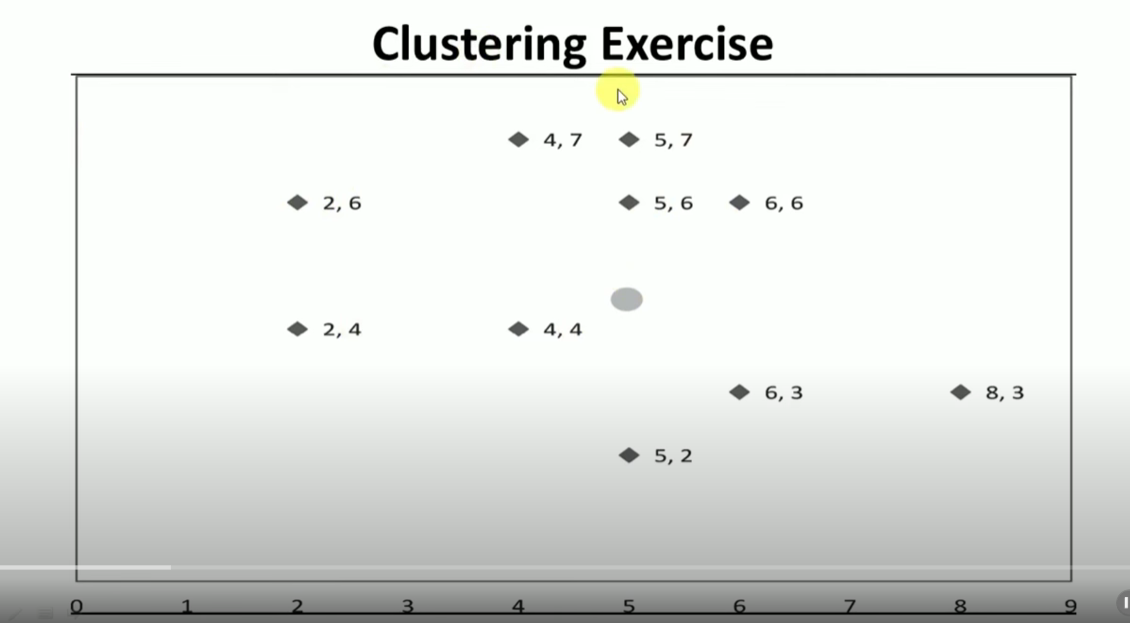 Clustering Exercise
4, 7 5, 7
2, 6 5, 6 6, 6
2, 4 4, 4
6, 3 8, 3
5, 2
0 1 2 3 4 5 6 7 8 9